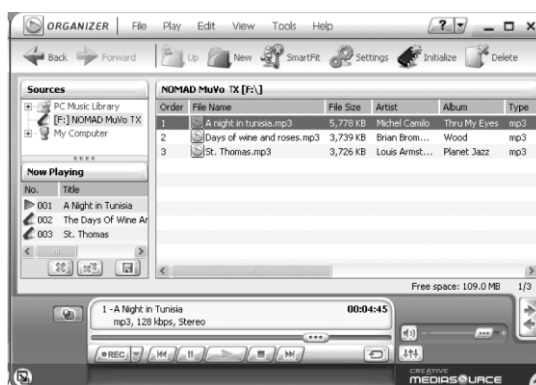 ORGANIZER File Play Edit View Tools Help ?
Back Forward Up New SmartFit Settings Initialize Delete
Sources
PC Music Library
[F:] NOMAD MuVo TX
My Computer
Now Playing
No. Title
001 A Night in Tunisia
002 The Days Of Wine Ar
003 St. Thomas
NOMAD MuVo TX [F:\]
Order File Name File Size Artist Album Type
1 A night in tunisia.mp3 5,778 KB Michel Camilo Thru My Eyes mp3
2 Days of wine and roses.mp3 3,739 KB Brian Brom... Wood mp3
3 St. Thomas.mp3 3,726 KB Louis Armst... Planet Jazz mp3
Free space: 109.0 MB 1/3
1 -A Night in Tunisia 00:04:45
mp3, 128 kbps, Stereo
REC
CREATIVE
MEDIASOURCE